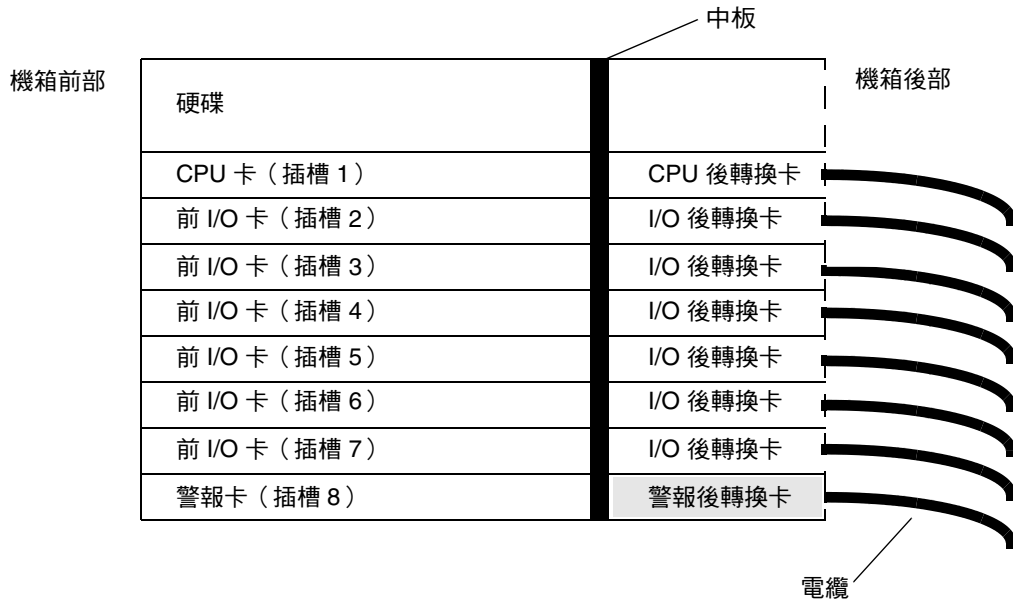 中板
機箱前部
機箱後部
硬碟
CPU 卡（插槽 1）
CPU 後轉換卡
前 I/O 卡（插槽 2）
I/O 後轉換卡
前 I/O 卡（插槽 3）
I/O 後轉換卡
前 I/O 卡（插槽 4）
I/O 後轉換卡
前 I/O 卡（插槽 5）
I/O 後轉換卡
前 I/O 卡（插槽 6）
I/O 後轉換卡
前 I/O 卡（插槽 7）
I/O 後轉換卡
警報卡（插槽 8）
警報後轉換卡
電纜